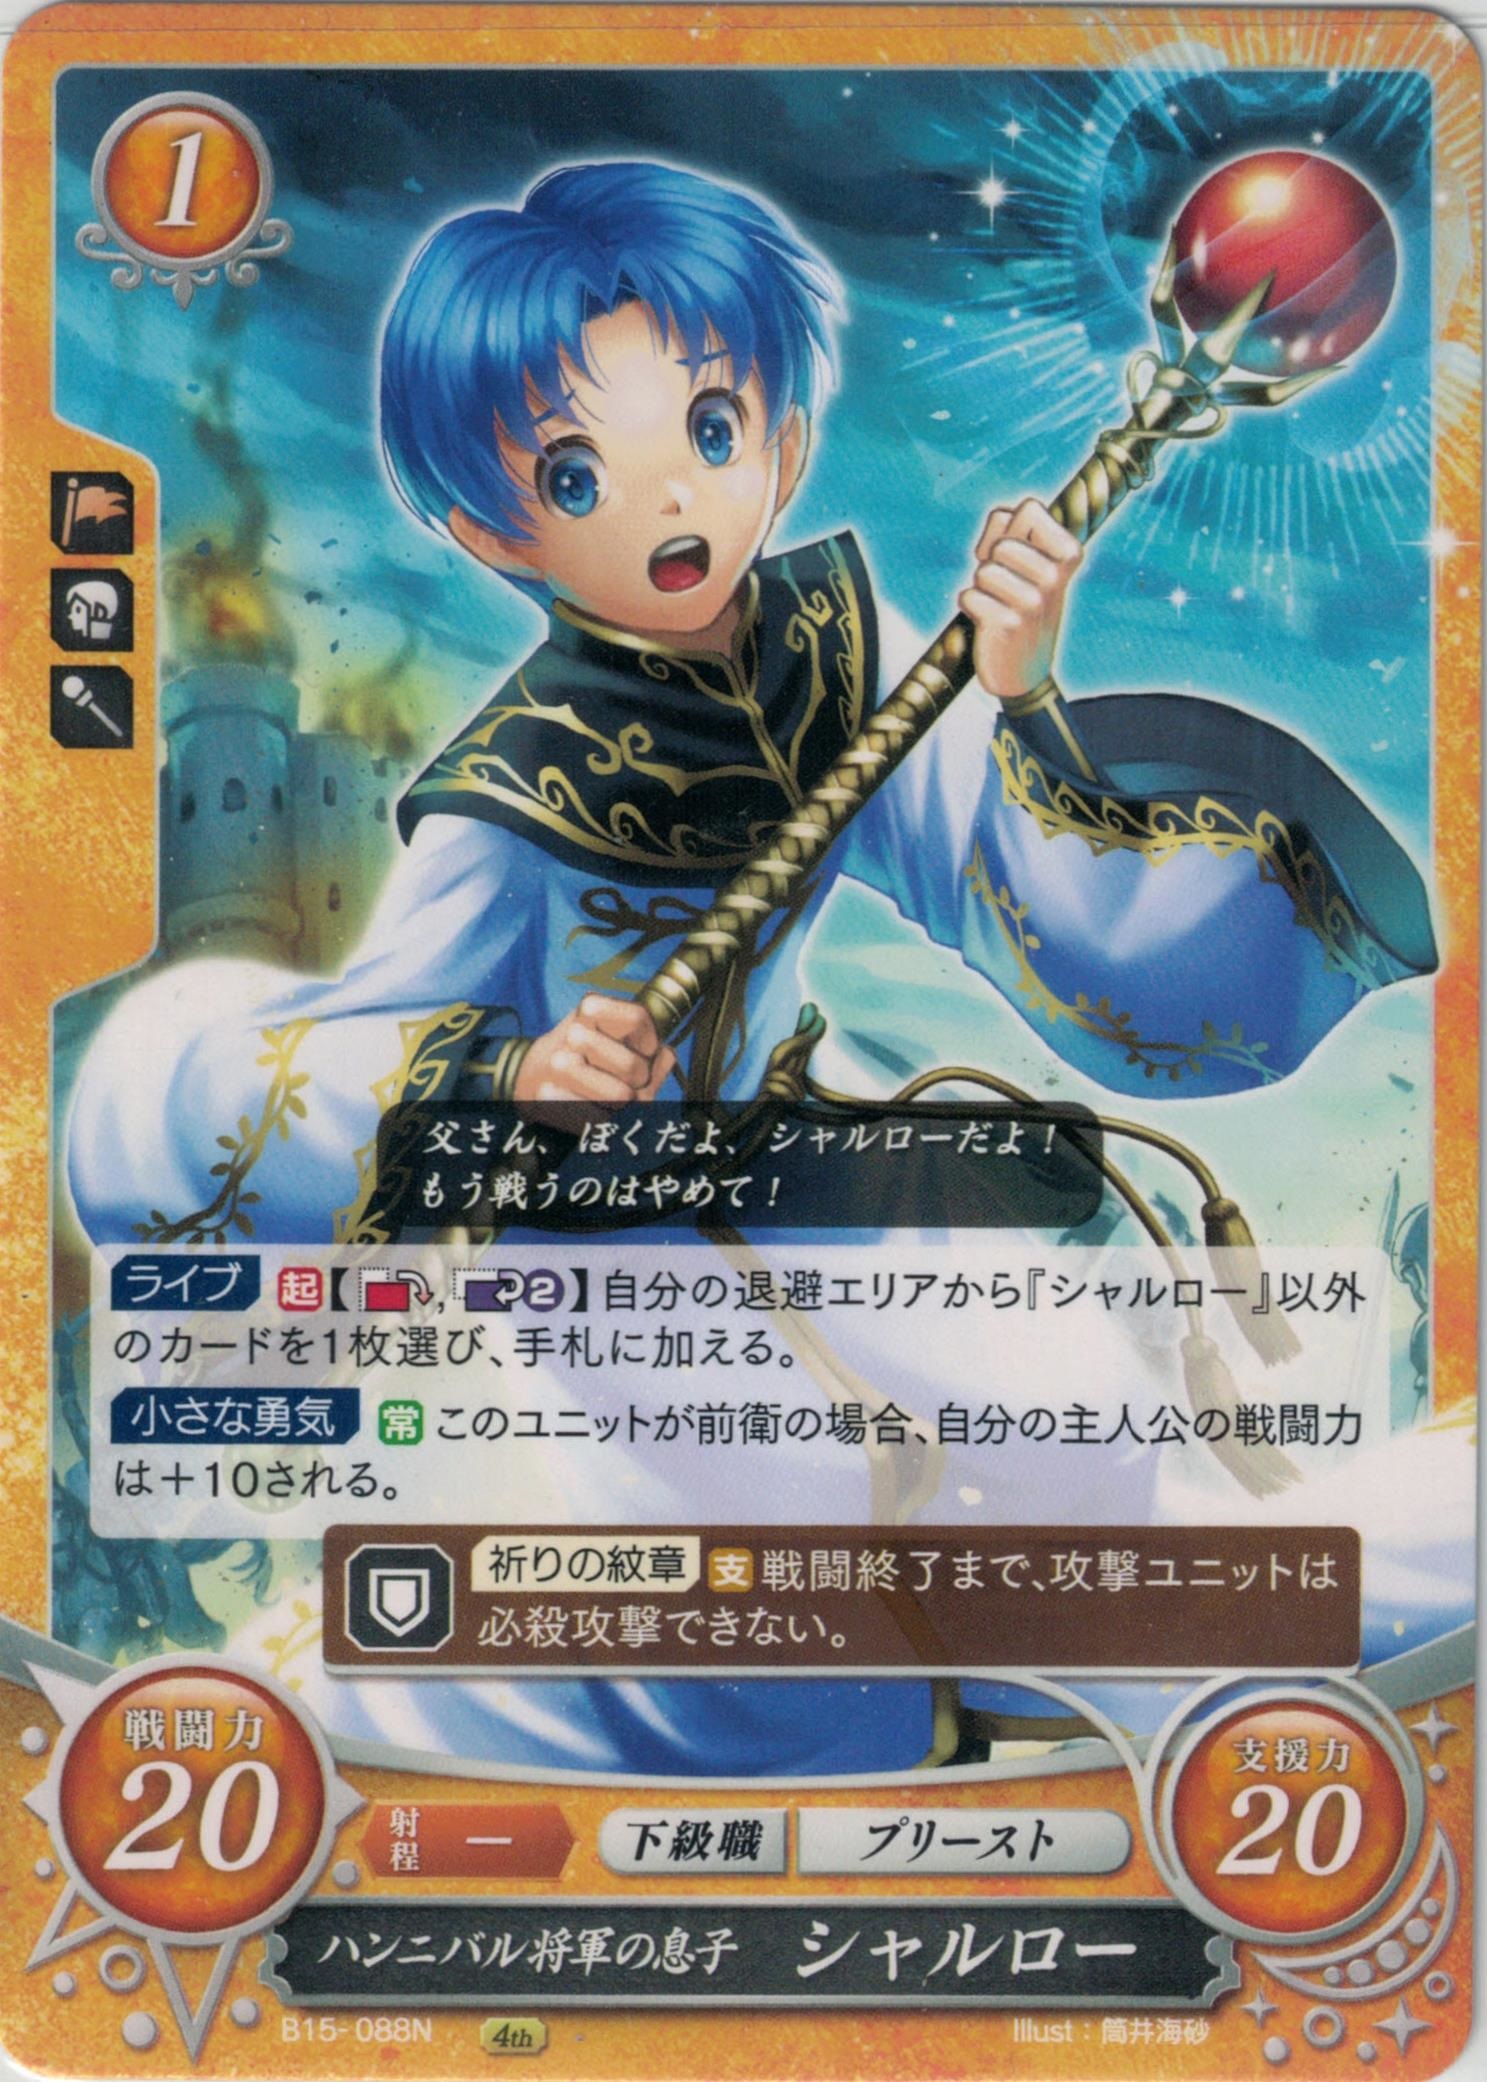 1
父さん、ぼくだよ、シャルローだよ！
もう戦うのはやめて！
ライブ 起【 , 2】自分の退避エリアから『シャルロー』以外
のカードを1枚選び、手札に加える。
小さな勇気 常 このユニットが前衛の場合、自分の主人公の戦闘力
は＋10される。
祈りの紋章 支 戦闘終了まで、攻撃ユニットは
必殺攻撃できない。
戦闘力
20
射程 ー
下級職 プリースト
支援力
20
ハンニバル将軍の息子 シャルロー
B15-088N 4th Illust：筒井海砂